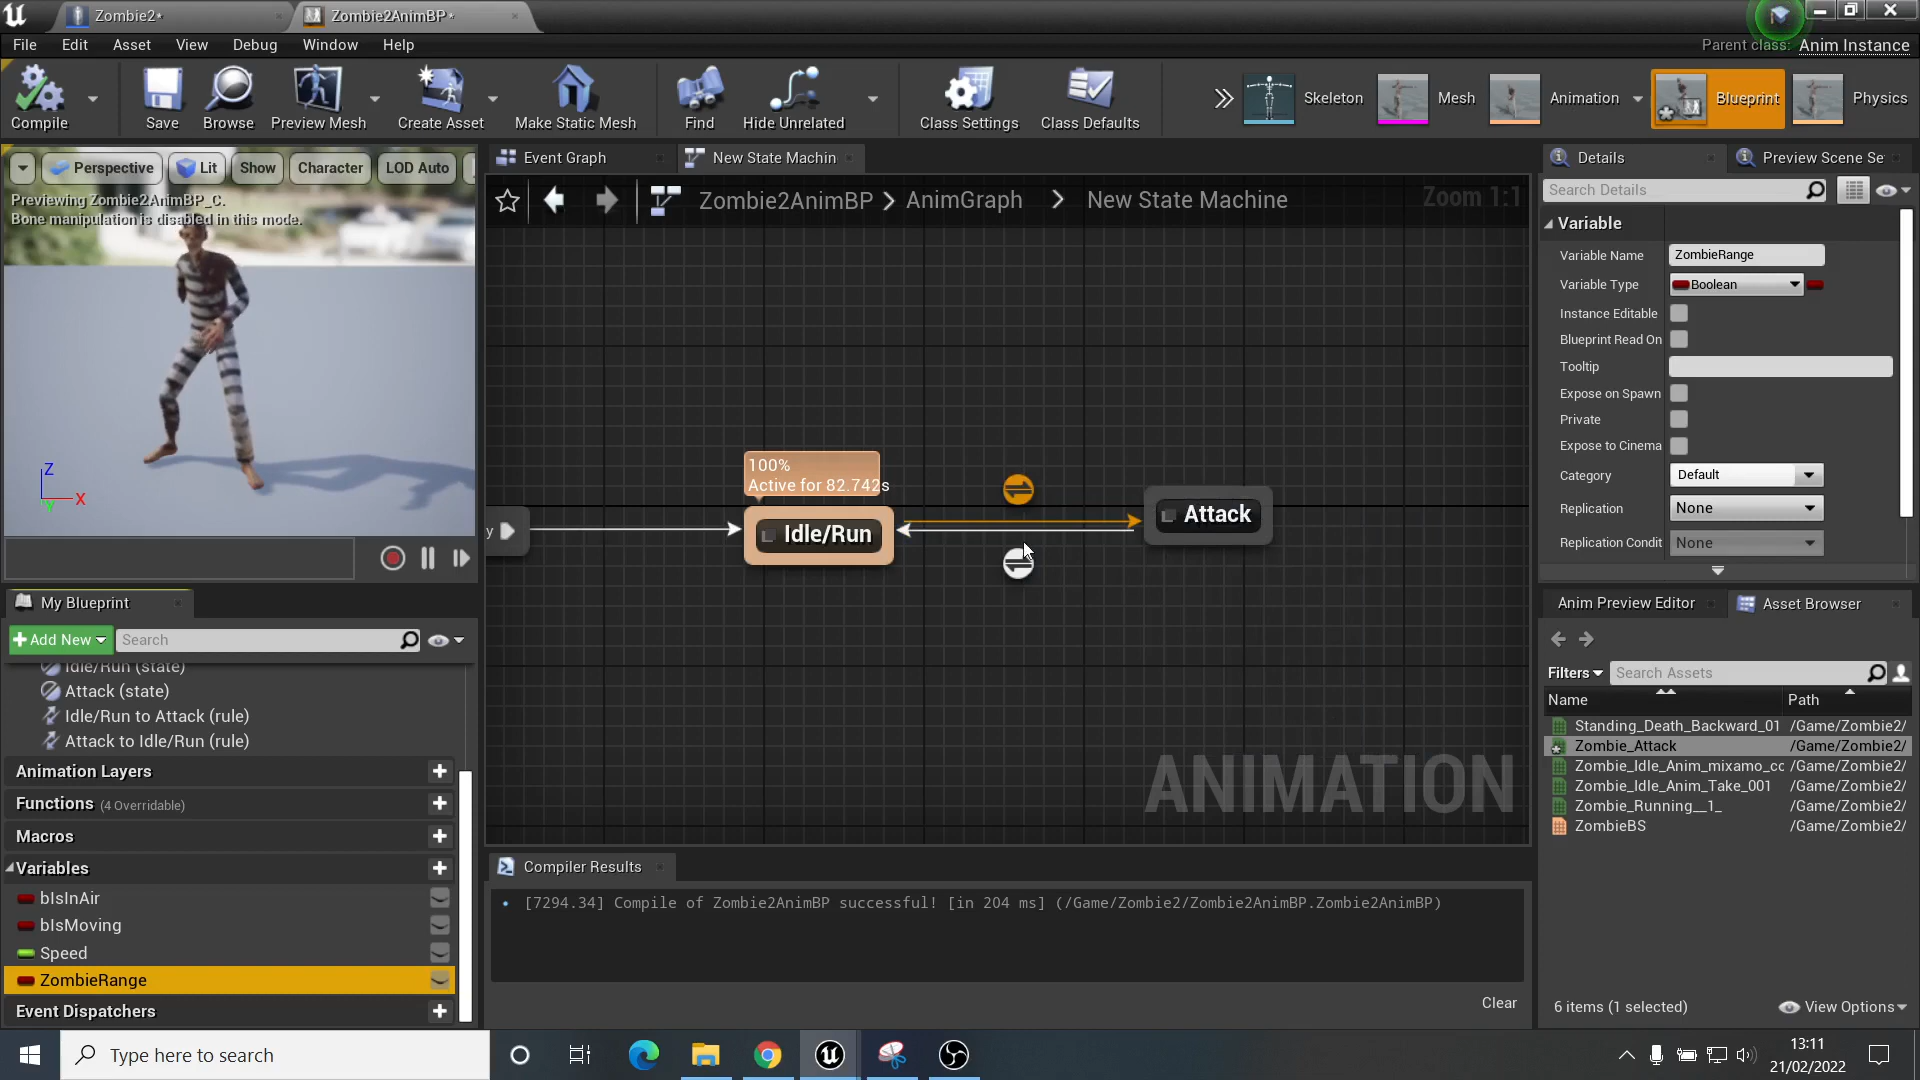 Zombie2*
Zombie2AnimBP*
File Edit Asset View Debug Window Help
Parent class: Anim Instance
Compile
Save
Browse
Preview Mesh
Create Asset
Make Static Mesh
Find
Hide Unrelated
Class Settings
Class Defaults
Skeleton
Mesh
Animation
Blueprint
Physics
Perspective
Lit
Show
Character
LOD Auto
Previewing Zombie2AnimBP_C.
Bone manipulation is disabled in this mode.
Z
X
Y
Event Graph
New State Machin
Zombie2AnimBP
AnimGraph
New State Machine
Zoom 1:1
y
100%
Active for 82.742s
Idle/Run
Attack
ANIMATION
Details
Preview Scene Se
Search Details
Variable
Variable Name ZombieRange
Variable Type Boolean
Instance Editable
Blueprint Read On
Tooltip
Expose on Spawn
Private
Expose to Cinema
Category Default
Replication None
Replication Condit None
My Blueprint
Add New
Search
Idle/Run (state)
Attack (state)
Idle/Run to Attack (rule)
Attack to Idle/Run (rule)
Animation Layers
Functions (4 Overridable)
Macros
Variables
bIsInAir
bIsMoving
Speed
ZombieRange
Event Dispatchers
Compiler Results
[7294.34] Compile of Zombie2AnimBP successful! [in 204 ms] (/Game/Zombie2/Zombie2AnimBP.Zombie2AnimBP)
Clear
Anim Preview Editor
Asset Browser
Filters
Search Assets
Name Path
Standing_Death_Backward_01 /Game/Zombie2/
Zombie_Attack /Game/Zombie2/
Zombie_Idle_Anim_mixamo_cc /Game/Zombie2/
Zombie_Idle_Anim_Take_001 /Game/Zombie2/
Zombie_Running__1_ /Game/Zombie2/
ZombieBS /Game/Zombie2/
6 items (1 selected)
View Options
Type here to search
13:11
21/02/2022